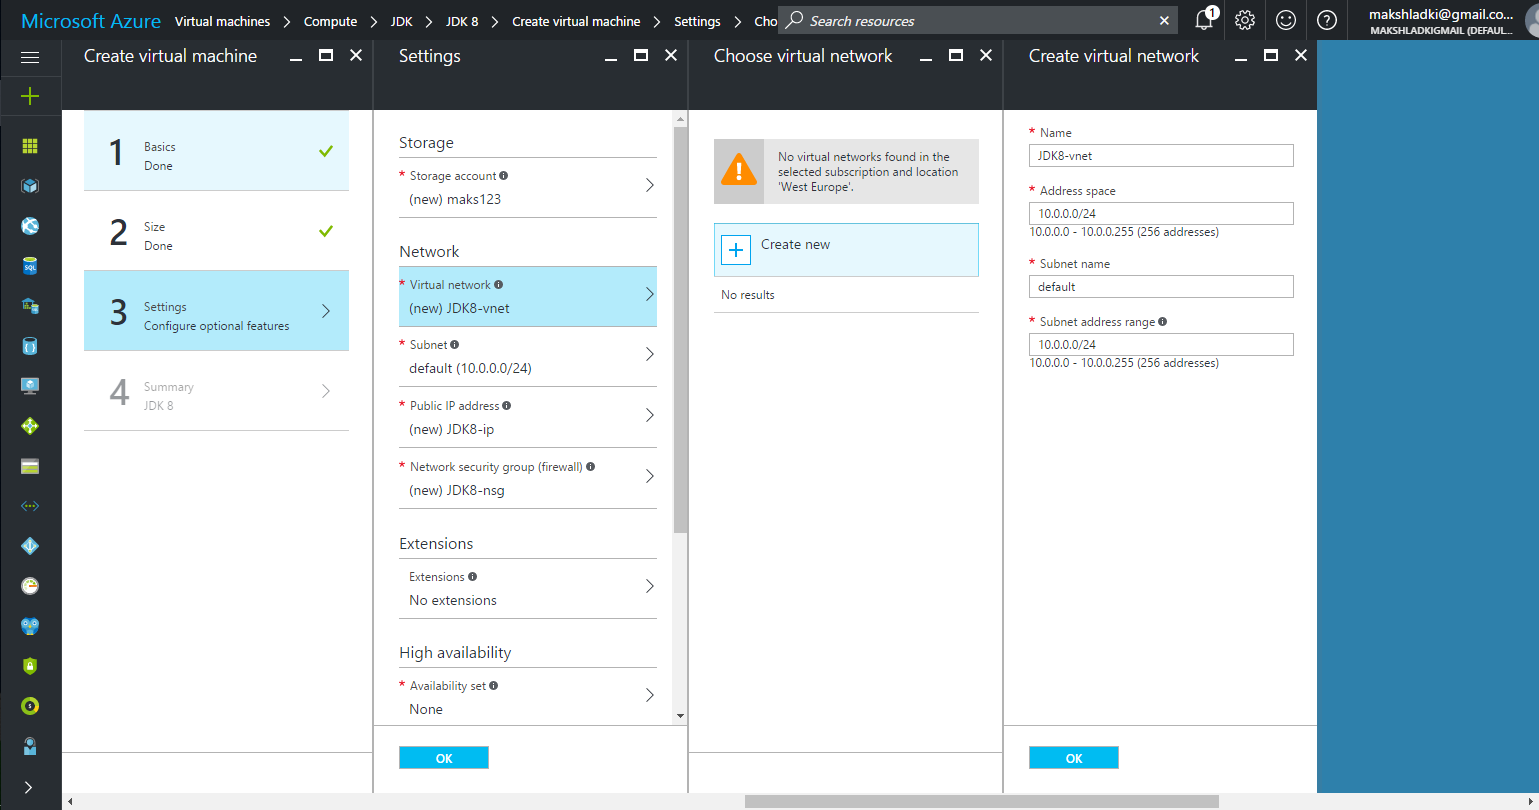 Microsoft Azure Virtual machines Compute JDK JDK 8 Create virtual machine Settings Cho Search resources 1 makshladki@gmail.co...
MAKSHLADKIGMAIL (DEFAUL...
Create virtual machine
1
Basics
Done
2
Size
Done
3
Settings
Configure optional features
4
Summary
JDK 8
Settings
Storage
* Storage account
(new) maks123
Network
* Virtual network
(new) JDK8-vnet
* Subnet
default (10.0.0.0/24)
* Public IP address
(new) JDK8-ip
* Network security group (firewall)
(new) JDK8-nsg
Extensions
Extensions
No extensions
High availability
* Availability set
None
OK
Choose virtual network
No virtual networks found in the
selected subscription and location
'West Europe'.
Create new
No results
Create virtual network
* Name
JDK8-vnet
* Address space
10.0.0.0/24
10.0.0.0 - 10.0.0.255 (256 addresses)
* Subnet name
default
* Subnet address range
10.0.0.0/24
10.0.0.0 - 10.0.0.255 (256 addresses)
OK
SQL